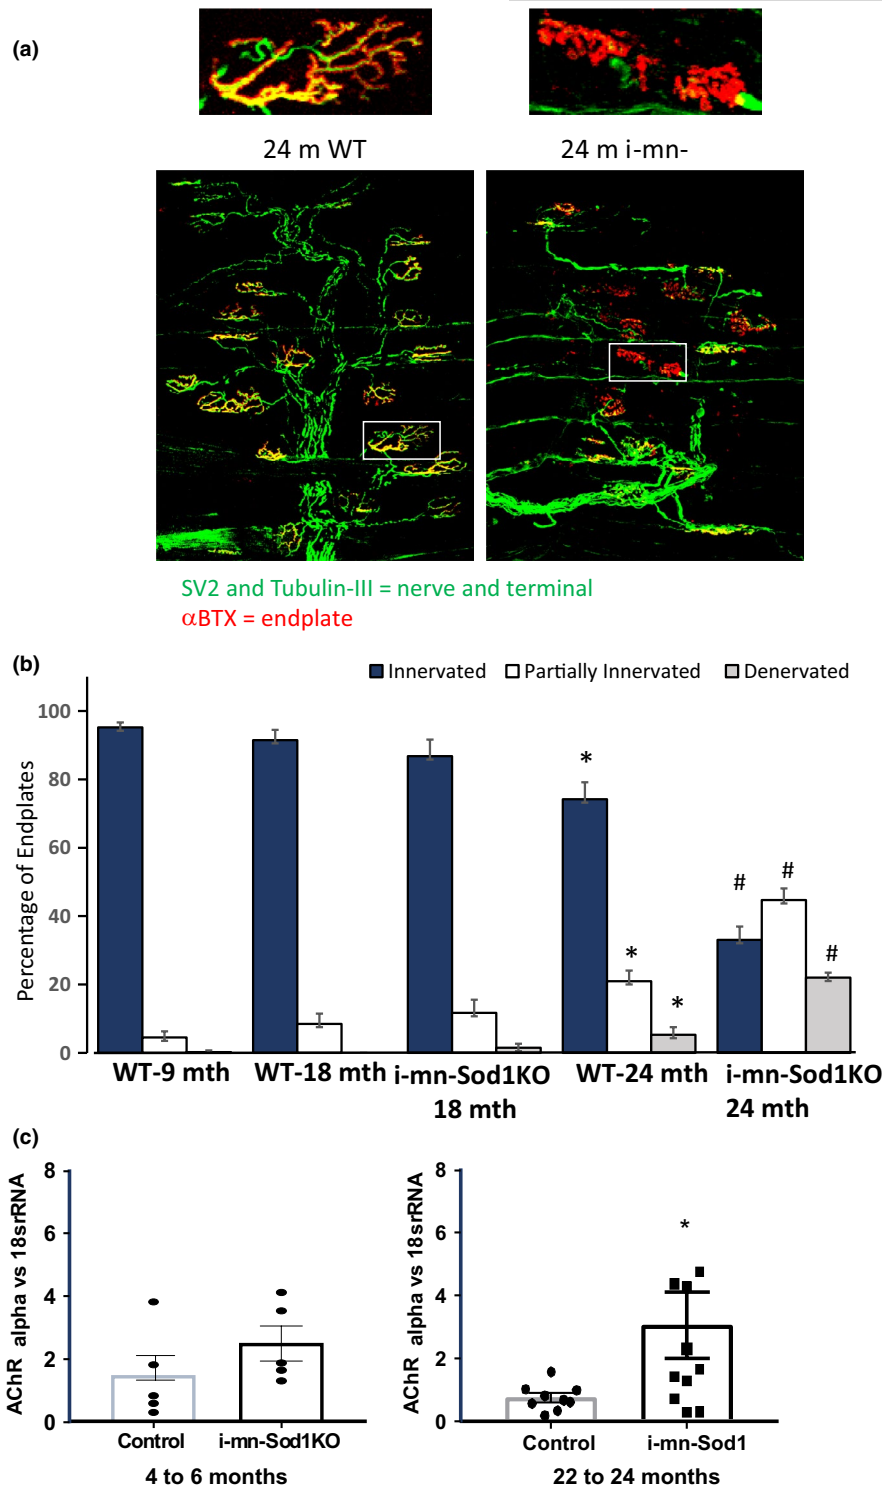 (a)
24 m WT
24 m i-mn-
SV2 and Tubulin-III = nerve and terminal
αBTX = endplate
(b)
Innervated
Partially Innervated
Denervated
Percentage of Endplates
100
80
60
40
20
0
*
*
*
#
#
#
WT-9 mth
WT-18 mth
i-mn-Sod1KO
18 mth
WT-24 mth
i-mn-Sod1KO
24 mth
(c)
AChR alpha vs 18srRNA
8
6
4
2
0
Control
i-mn-Sod1KO
4 to 6 months
AChR alpha vs 18srRNA
8
6
4
2
0
*
Control
i-mn-Sod1
22 to 24 months